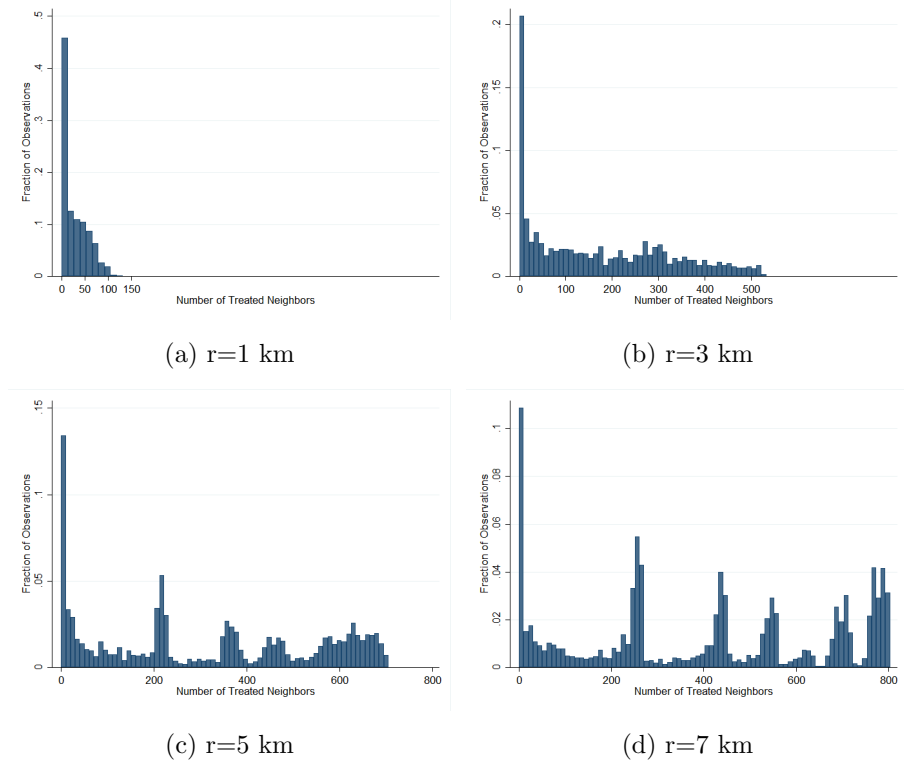 Fraction of Observations
.5
.4
.3
.2
.1
0
0 50 100 150
Number of Treated Neighbors
(a) r=1 km
Fraction of Observations
.2
.15
.1
.05
0
0 100 200 300 400 500
Number of Treated Neighbors
(b) r=3 km
Fraction of Observations
.15
.1
.05
0
0 200 400 600 800
Number of Treated Neighbors
(c) r=5 km
Fraction of Observations
.1
.08
.06
.04
.02
0
0 200 400 600 800
Number of Treated Neighbors
(d) r=7 km